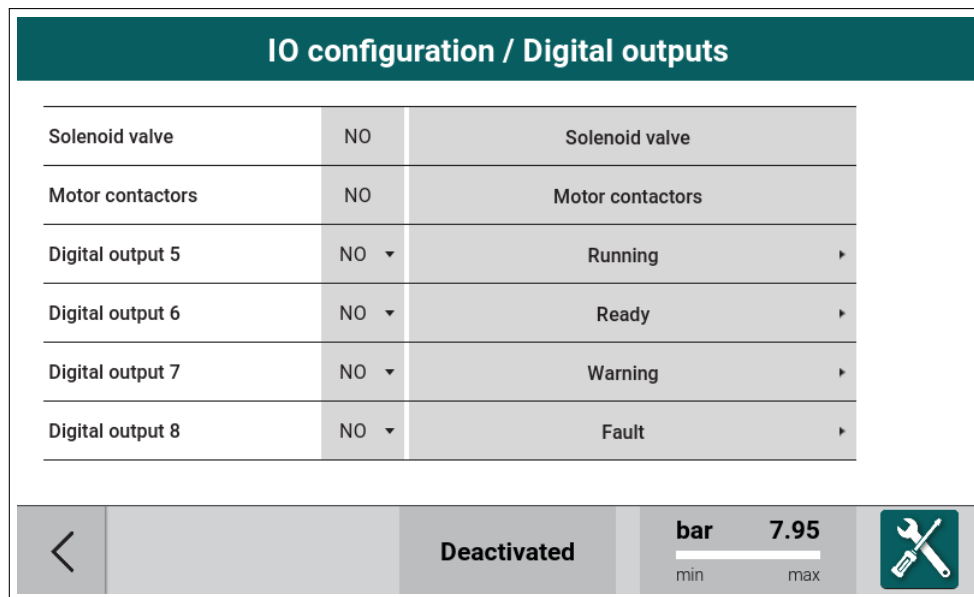 IO configuration / Digital outputs
Solenoid valve NO Solenoid valve
Motor contactors NO Motor contactors
Digital output 5 NO Running
Digital output 6 NO Ready
Digital output 7 NO Warning
Digital output 8 NO Fault
Deactivated
bar 7.95
min max